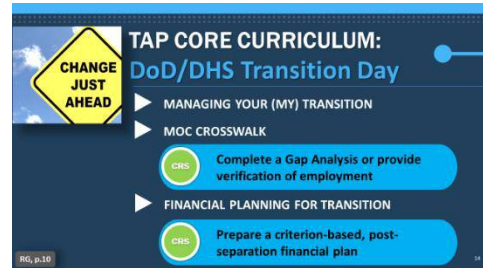 TAP CORE CURRICULUM:
DoD/DHS Transition Day
CHANGE
JUST
AHEAD
MANAGING YOUR (MY) TRANSITION
MOC CROSSWALK
CRS
Complete a Gap Analysis or provide
verification of employment
FINANCIAL PLANNING FOR TRANSITION
CRS
Prepare a criterion-based, post-
separation financial plan
RG, p.10
14